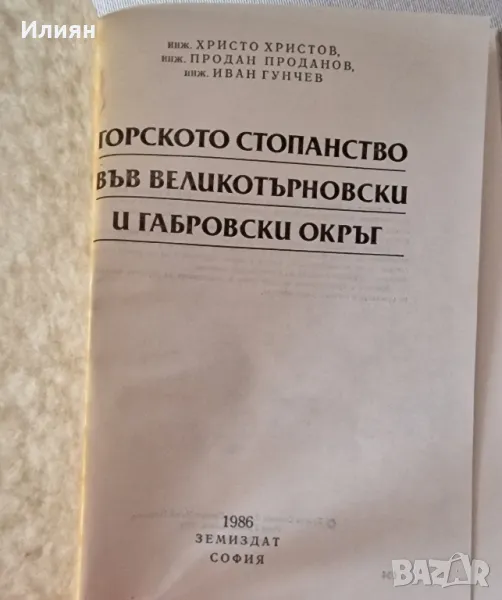 Илиян
инж. ХРИСТО ХРИСТОВ,
инж. ПРОДАН ПРОДАНОВ,
инж. ИВАН ГУНЧЕВ
ГОРСКОТО СТОПАНСТВО
ВЪВ ВЕЛИКОТЪРНОВСКИ
И ГАБРОВСКИ ОКРЪГ
1986
ЗЕМИЗДАТ
СОФИЯ
BAZAR